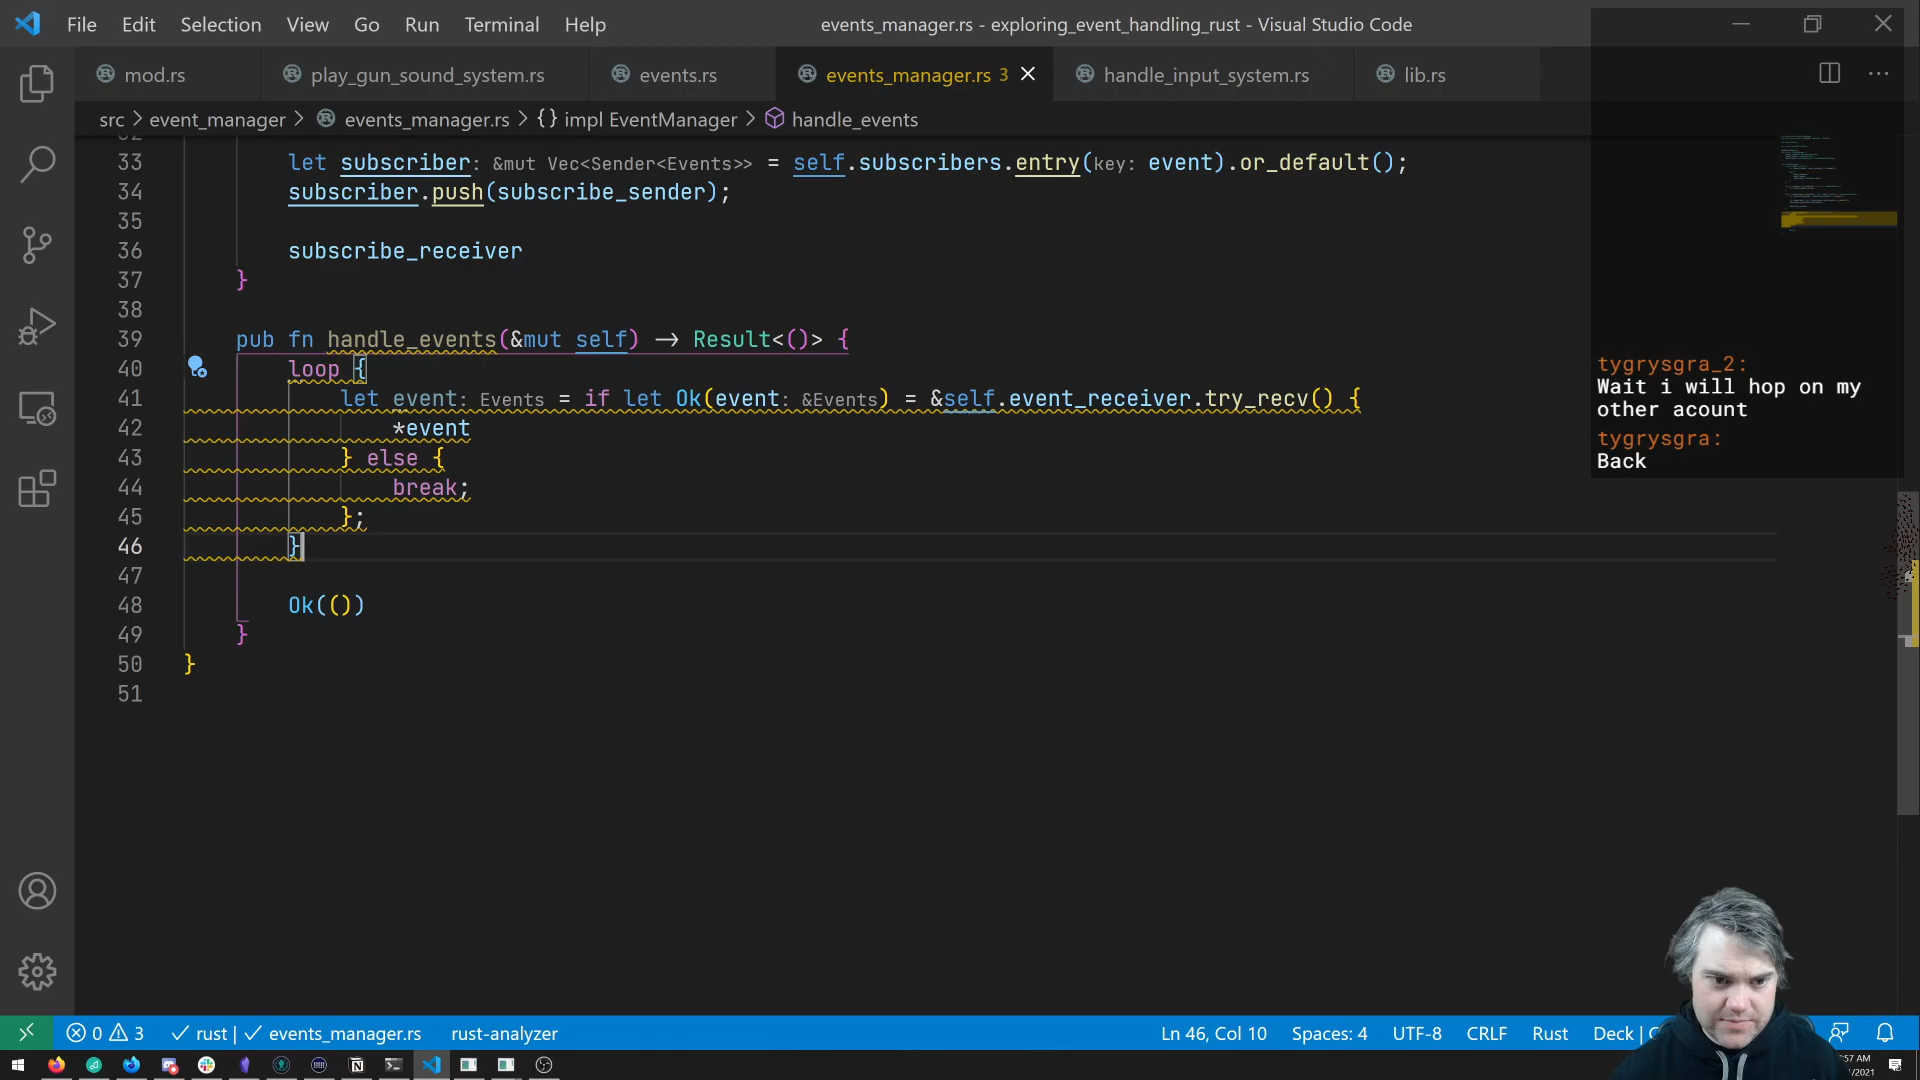 File Edit Selection View Go Run Terminal Help
events_manager.rs - exploring_event_handling_rust - Visual Studio Code
mod.rs
play_gun_sound_system.rs
events.rs
events_manager.rs 3
handle_input_system.rs
lib.rs
src > event_manager > events_manager.rs > {} impl EventManager > handle_events
33 let subscriber: &mut Vec<Sender<Events>> = self.subscribers.entry(key: event).or_default();
34 subscriber.push(subscribe_sender);
35
36 subscribe_receiver
37 }
38
39 pub fn handle_events(&mut self) -> Result<()> {
40 loop {
41 let event: Events = if let Ok(event: &Events) = &self.event_receiver.try_recv() {
42 *event
43 } else {
44 break;
45 };
46 }
47
48 Ok(())
49 }
50 }
51
tygrysgra_2:
Wait i will hop on my
other acount
tygrysgra:
Back
0 3 rust | events_manager.rs rust-analyzer
Ln 46, Col 10 Spaces: 4 UTF-8 CRLF Rust Deck |
:57 AM
/2021